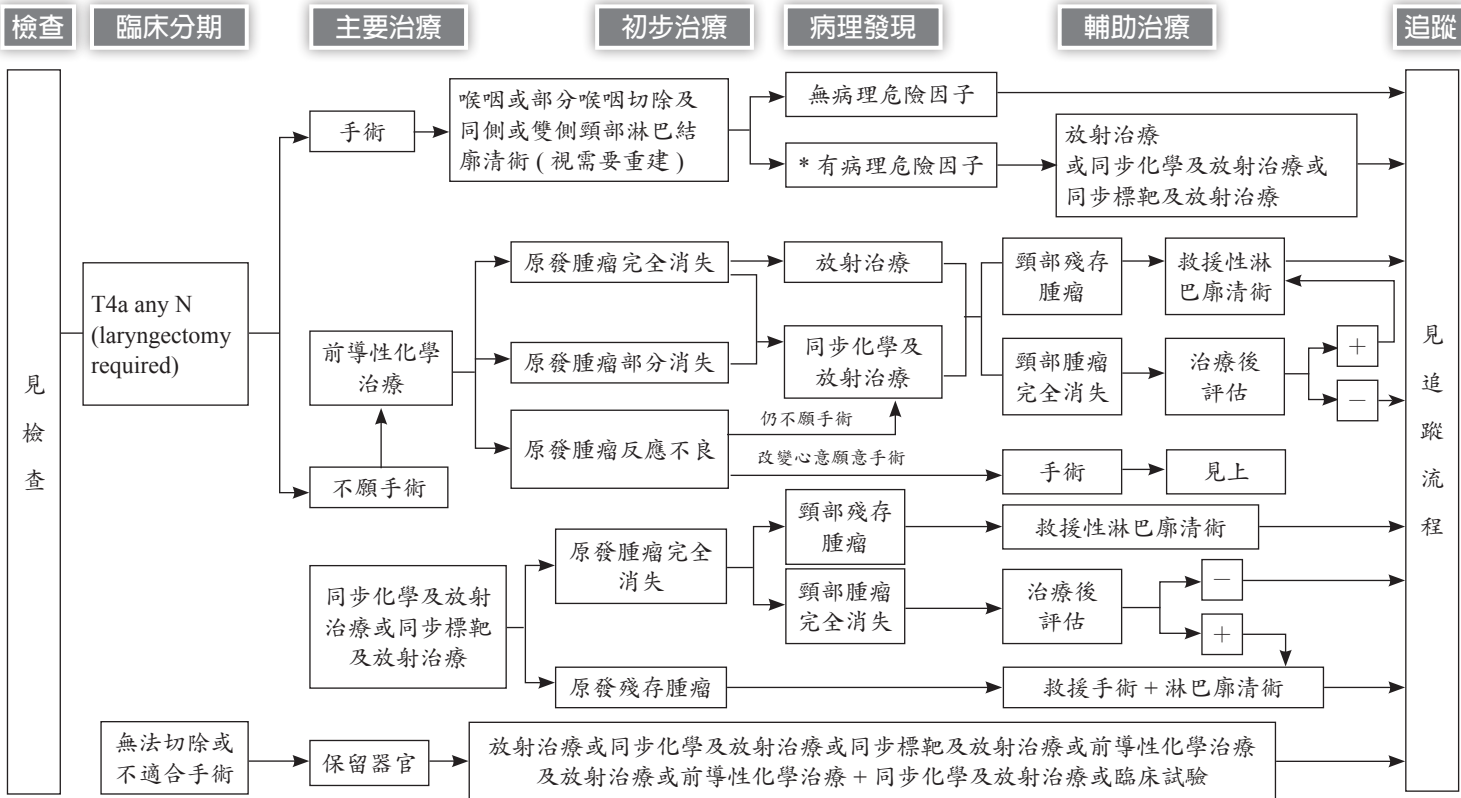 檢查
臨床分期
主要治療
初步治療
病理發現
輔助治療
追蹤
見檢查
T4a any N
(laryngectomy
required)
手術
喉咽或部分喉咽切除及
同側或雙側頸部淋巴結
廓清術 ( 視需要重建 )
無病理危險因子
* 有病理危險因子
放射治療
或同步化學及放射治療或
同步標靶及放射治療
前導性化學
治療
不願手術
原發腫瘤完全消失
原發腫瘤部分消失
原發腫瘤反應不良
放射治療
同步化學及
放射治療
仍不願手術
改變心意願意手術
頸部殘存
腫瘤
救援性淋
巴廓清術
頸部腫瘤
完全消失
治療後
評估
+
−
手術
見上
同步化學及放射
治療或同步標靶
及放射治療
原發腫瘤完全
消失
頸部殘存
腫瘤
救援性淋巴廓清術
頸部腫瘤
完全消失
治療後
評估
−
+
原發殘存腫瘤
救援手術 + 淋巴廓清術
無法切除或
不適合手術
保留器官
放射治療或同步化學及放射治療或同步標靶及放射治療或前導性化學治療
及放射治療或前導性化學治療 + 同步化學及放射治療或臨床試驗
見追蹤流程